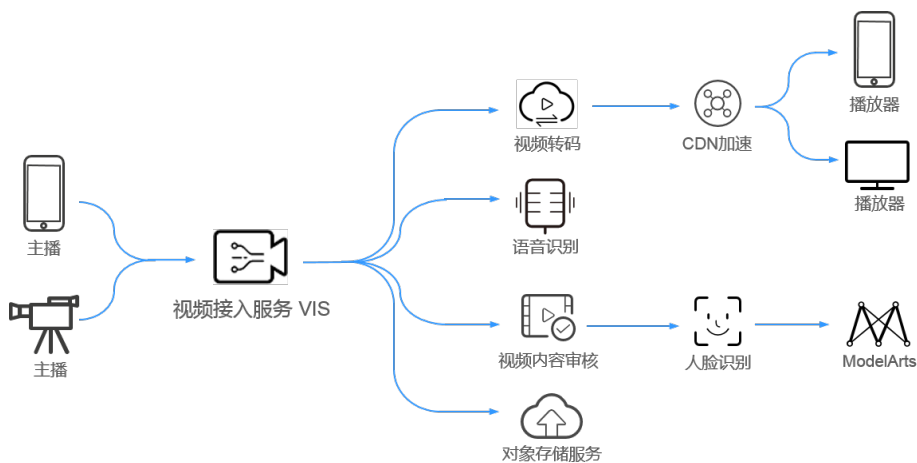 主播
主播
视频接入服务 VIS
视频转码
CDN加速
播放器
播放器
语音识别
视频内容审核
人脸识别
ModelArts
对象存储服务